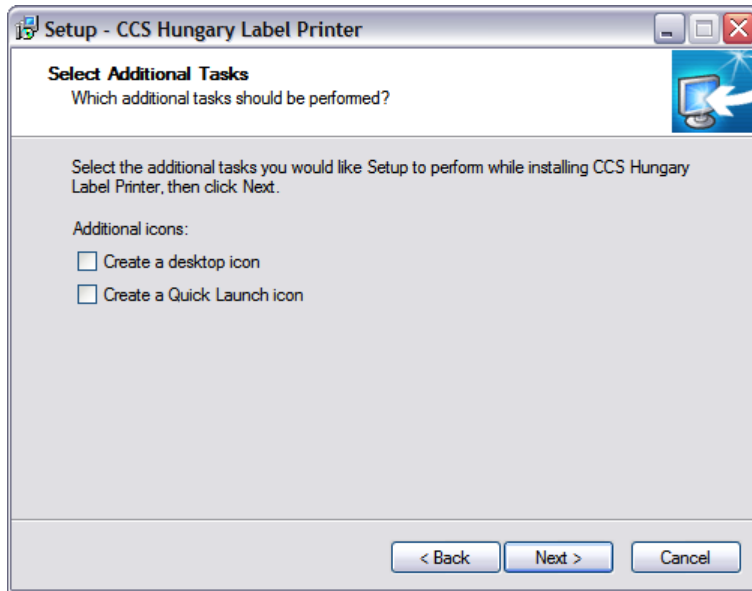 Setup - CCS Hungary Label Printer
Select Additional Tasks
Which additional tasks should be performed?
Select the additional tasks you would like Setup to perform while installing CCS Hungary
Label Printer, then click Next.
Additional icons:
Create a desktop icon
Create a Quick Launch icon
< Back
Next >
Cancel